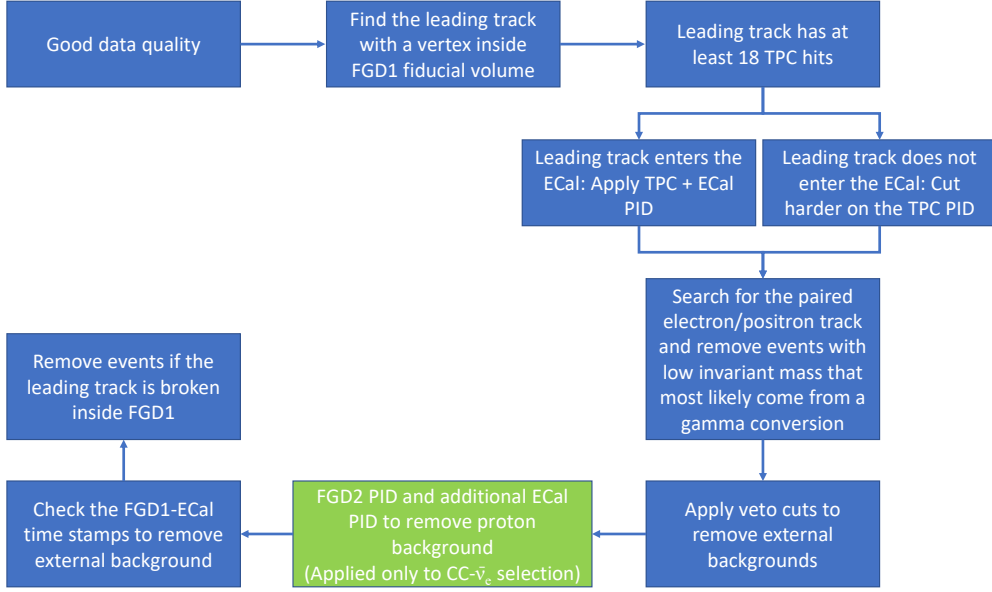 Good data quality
Find the leading track
with a vertex inside
FGD1 fiducial volume
Leading track has at
least 18 TPC hits
Leading track enters the
ECal: Apply TPC + ECal
PID
Leading track does not
enter the ECal: Cut
harder on the TPC PID
Search for the paired
electron/positron track
and remove events with
low invariant mass that
most likely come from a
gamma conversion
Apply veto cuts to
remove external
backgrounds
FGD2 PID and additional ECal
PID to remove proton
background
(Applied only to CC-ν̄ₑ selection)
Check the FGD1-ECal
time stamps to remove
external background
Remove events if the
leading track is broken
inside FGD1